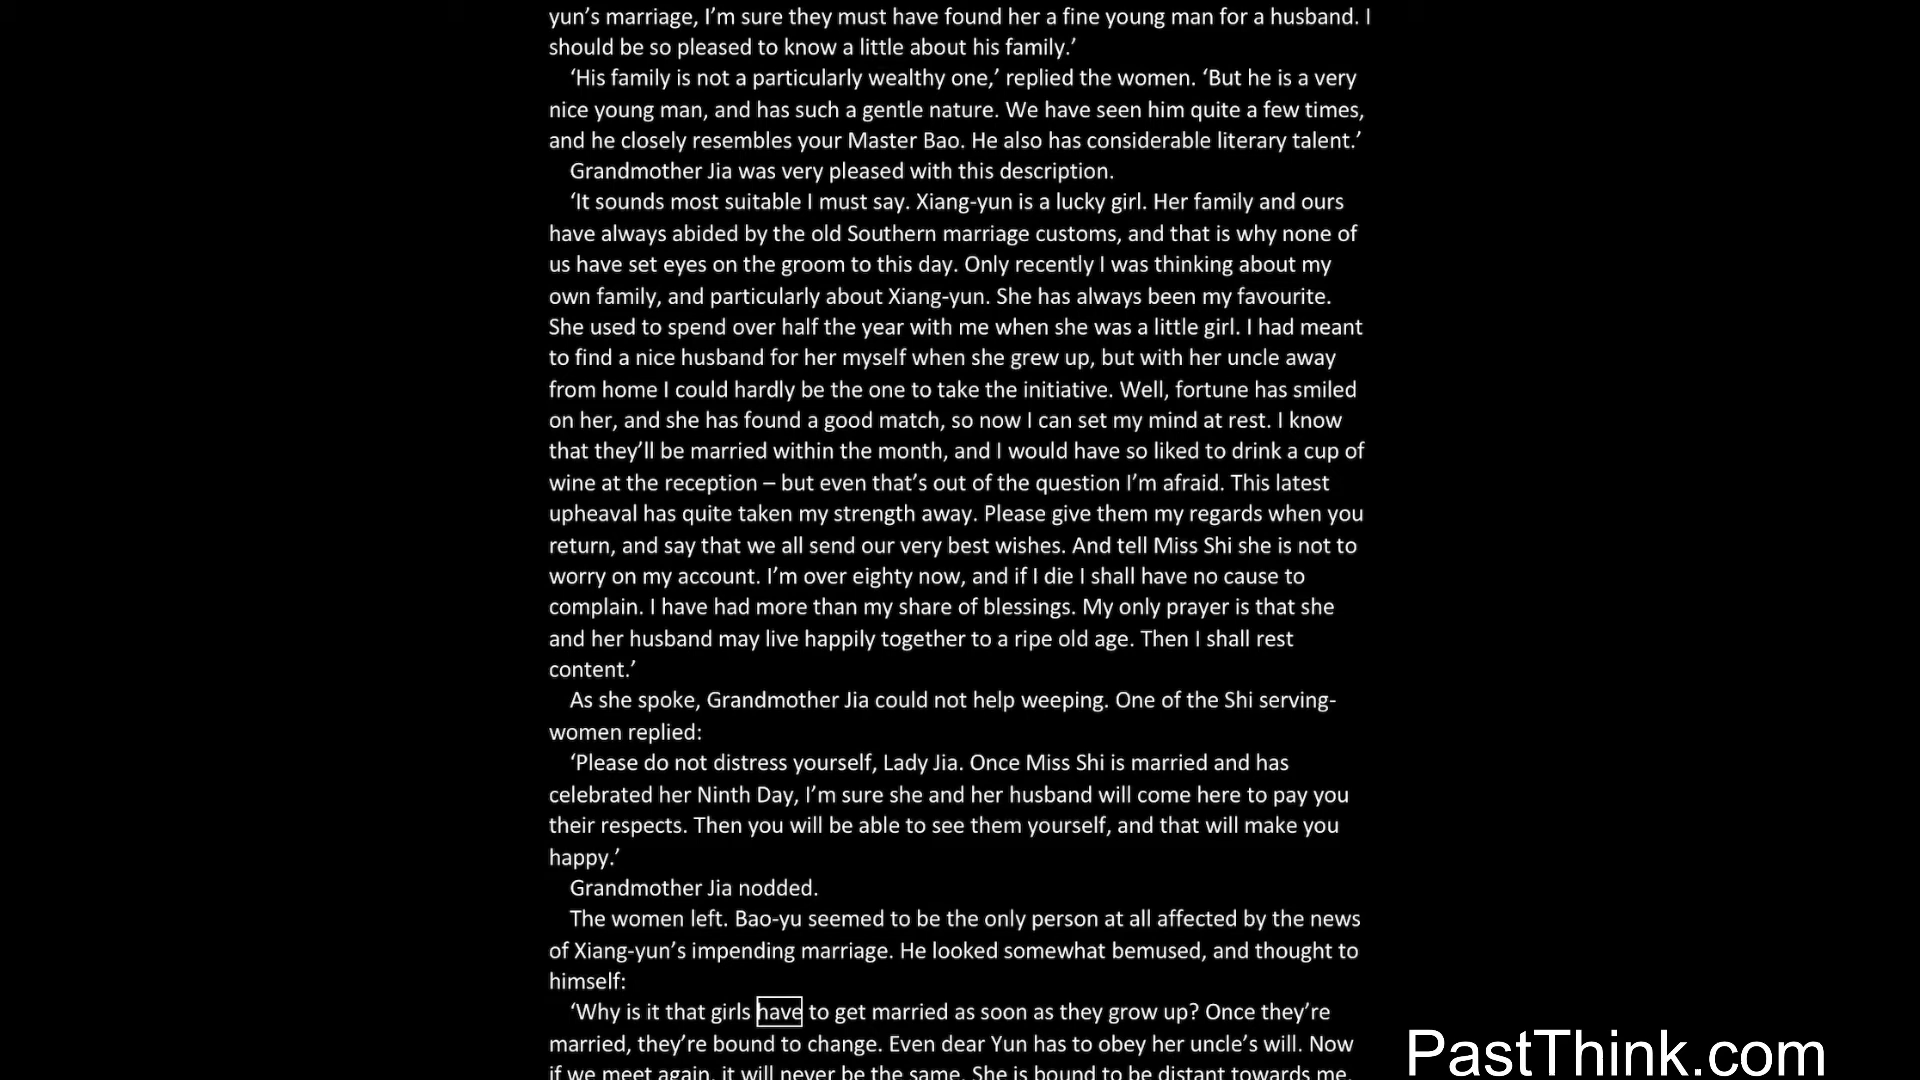 yun’s marriage, I’m sure they must have found her a fine young man for a husband. I
should be so pleased to know a little about his family.’
‘His family is not a particularly wealthy one,’ replied the women. ‘But he is a very
nice young man, and has such a gentle nature. We have seen him quite a few times,
and he closely resembles your Master Bao. He also has considerable literary talent.’
Grandmother Jia was very pleased with this description.
‘It sounds most suitable I must say. Xiang-yun is a lucky girl. Her family and ours
have always abided by the old Southern marriage customs, and that is why none of
us have set eyes on the groom to this day. Only recently I was thinking about my
own family, and particularly about Xiang-yun. She has always been my favourite.
She used to spend over half the year with me when she was a little girl. I had meant
to find a nice husband for her myself when she grew up, but with her uncle away
from home I could hardly be the one to take the initiative. Well, fortune has smiled
on her, and she has found a good match, so now I can set my mind at rest. I know
that they’ll be married within the month, and I would have so liked to drink a cup of
wine at the reception – but even that’s out of the question I’m afraid. This latest
upheaval has quite taken my strength away. Please give them my regards when you
return, and say that we all send our very best wishes. And tell Miss Shi she is not to
worry on my account. I’m over eighty now, and if I die I shall have no cause to
complain. I have had more than my share of blessings. My only prayer is that she
and her husband may live happily together to a ripe old age. Then I shall rest
content.’
As she spoke, Grandmother Jia could not help weeping. One of the Shi serving-
women replied:
‘Please do not distress yourself, Lady Jia. Once Miss Shi is married and has
celebrated her Ninth Day, I’m sure she and her husband will come here to pay you
their respects. Then you will be able to see them yourself, and that will make you
happy.’
Grandmother Jia nodded.
The women left. Bao-yu seemed to be the only person at all affected by the news
of Xiang-yun’s impending marriage. He looked somewhat bemused, and thought to
himself:
‘Why is it that girls have to get married as soon as they grow up? Once they’re
married, they’re bound to change. Even dear Yun has to obey her uncle’s will. Now
if we meet again, it will never be the same. She is bound to be distant towards me.
PastThink.com